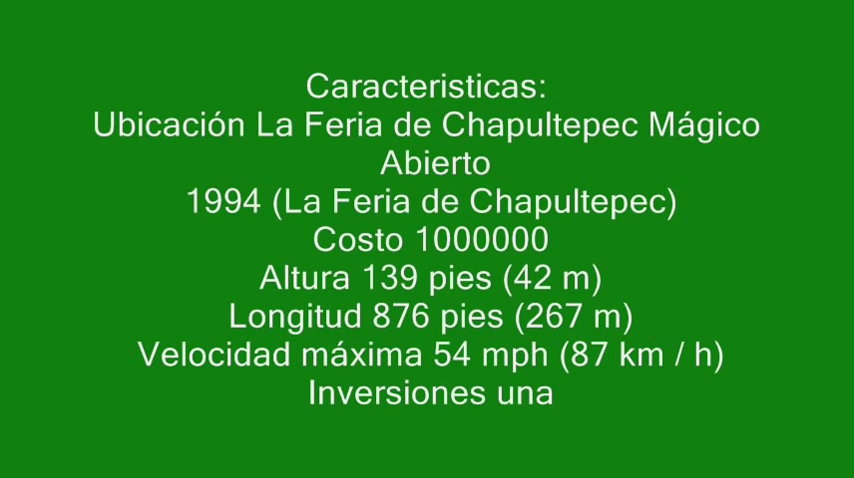 Caracteristicas:
Ubicación La Feria de Chapultepec Mágico
Abierto
1994 (La Feria de Chapultepec)
Costo 1000000
Altura 139 pies (42 m)
Longitud 876 pies (267 m)
Velocidad máxima 54 mph (87 km / h)
Inversiones una